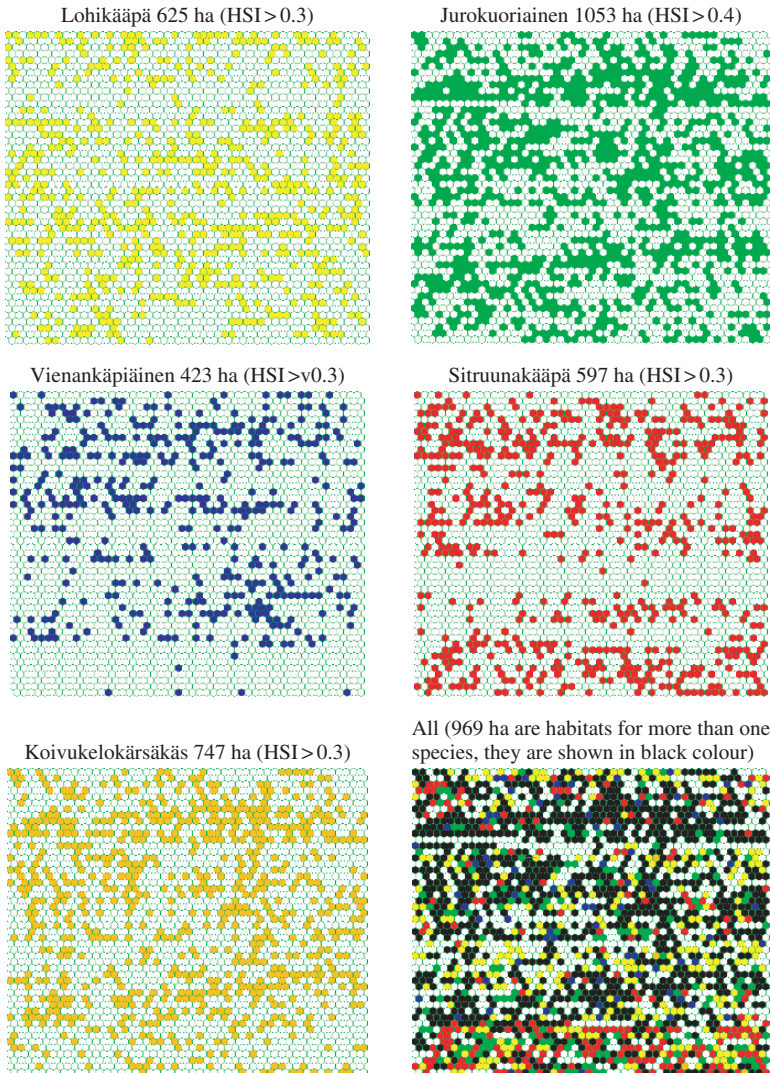 Lohikääpä 625 ha (HSI > 0.3)
Jurokuoriainen 1053 ha (HSI > 0.4)
Vienankäpiäinen 423 ha (HSI >v0.3)
Sitruunakääpä 597 ha (HSI > 0.3)
Koivukelokärsäkäs 747 ha (HSI > 0.3)
All (969 ha are habitats for more than one
species, they are shown in black colour)